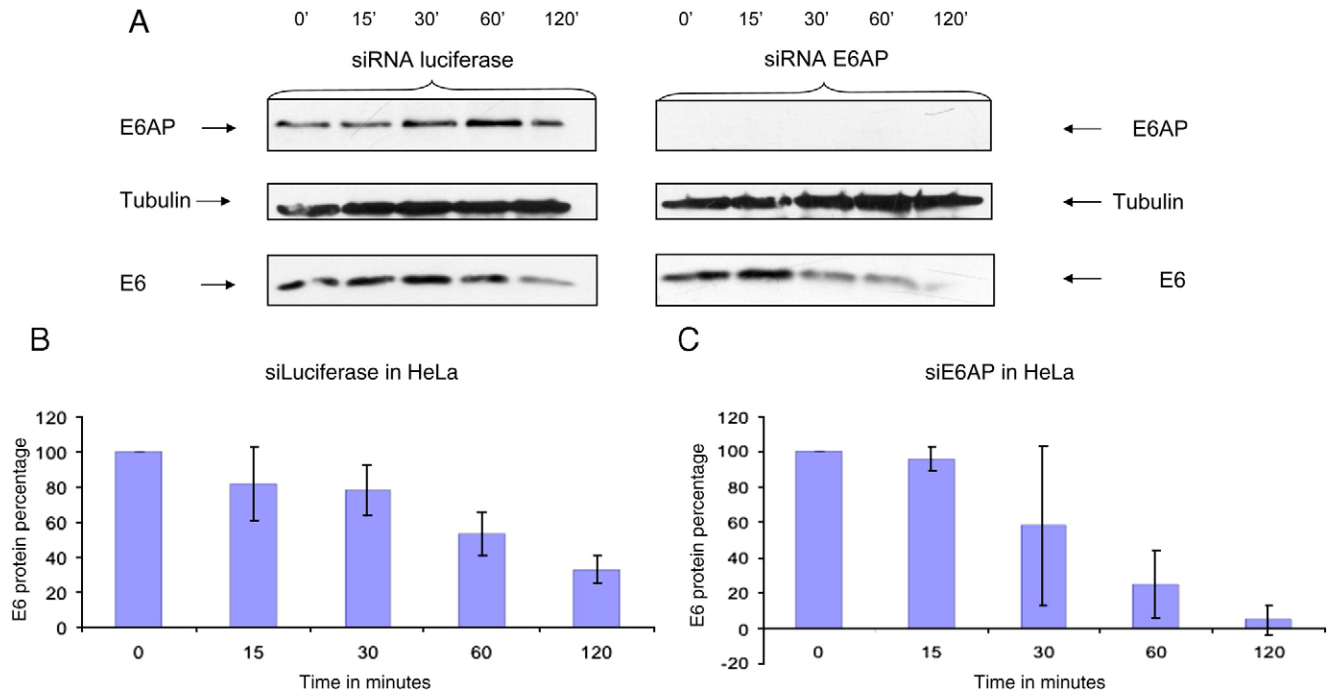 A
0' 15' 30' 60' 120' 0' 15' 30' 60' 120'
siRNA luciferase siRNA E6AP
E6AP E6AP
Tubulin Tubulin
E6 E6
B
siLuciferase in HeLa
E6 protein percentage
120
100
80
60
40
20
0
0 15 30 60 120
Time in minutes
C
siE6AP in HeLa
E6 protein percentage
120
100
80
60
40
20
0
-20
0 15 30 60 120
Time in minutes